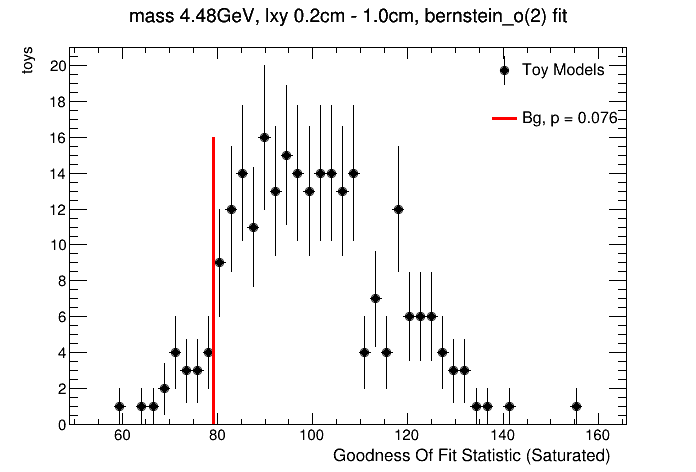 mass 4.48GeV, lxy 0.2cm - 1.0cm, bernstein_o(2) fit
toys
20
18
16
14
12
10
8
6
4
2
0
Toy Models
Bg, p = 0.076
60 80 100 120 140 160
Goodness Of Fit Statistic (Saturated)